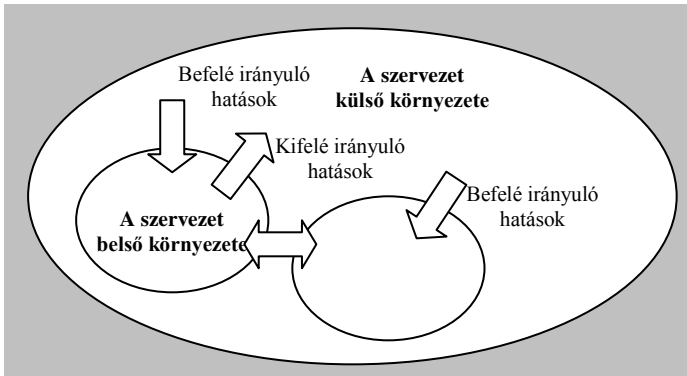 Befelé irányuló
hatások
A szervezet
külső környezete
Kifelé irányuló
hatások
Befelé irányuló
hatások
A szervezet
belső környezete